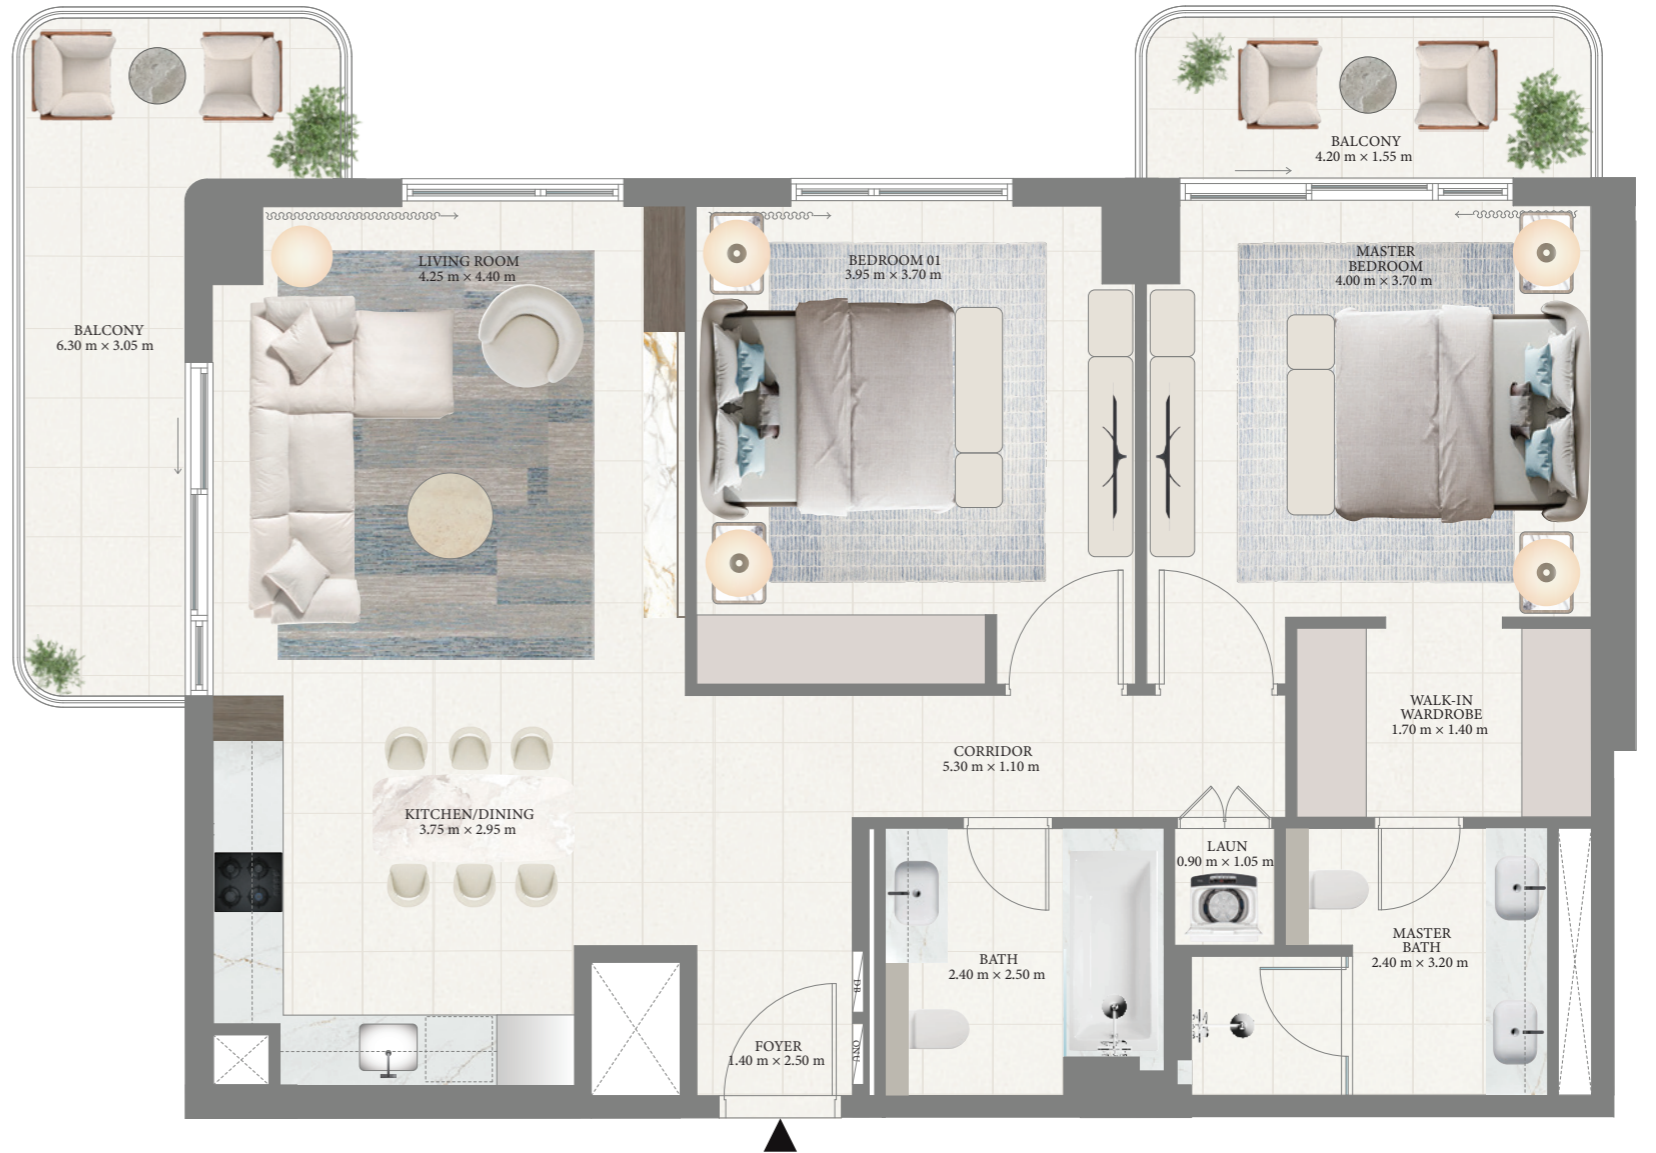 BALCONY
4.20 m × 1.55 m
LIVING ROOM
4.25 m × 4.40 m
BEDROOM 01
3.95 m × 3.70 m
MASTER
BEDROOM
4.00 m × 3.70 m
BALCONY
6.30 m × 3.05 m
WALK-IN
WARDROBE
1.70 m × 1.40 m
CORRIDOR
5.30 m × 1.10 m
KITCHEN/DINING
3.75 m × 2.95 m
LAUN
0.90 m × 1.05 m
MASTER
BATH
2.40 m × 3.20 m
BATH
2.40 m × 2.50 m
DB
ONU
FOYER
1.40 m × 2.50 m